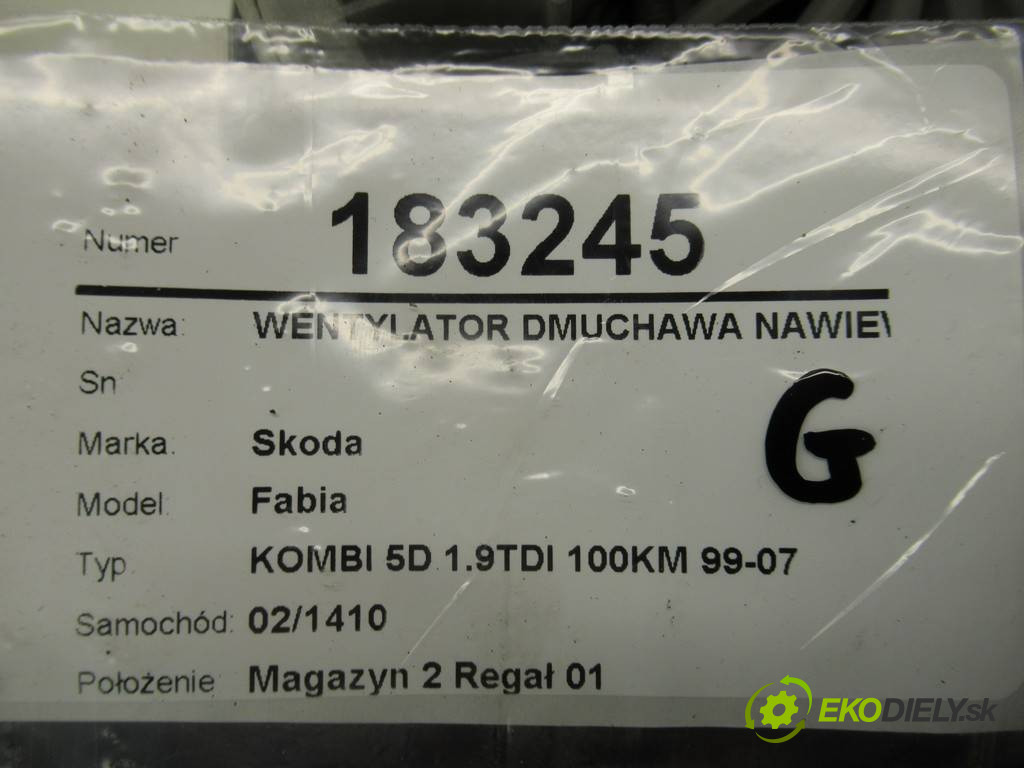 Numer 183245
Nazwa: WENTYLATOR DMUCHAWA NAWIEW
Sn
G
Marka: Skoda
Model: Fabia
Typ KOMBI 5D 1.9TDI 100KM 99-07
Samochód: 02/1410
Położenie: Magazyn 2 Regał 01
EKODIELY.sk